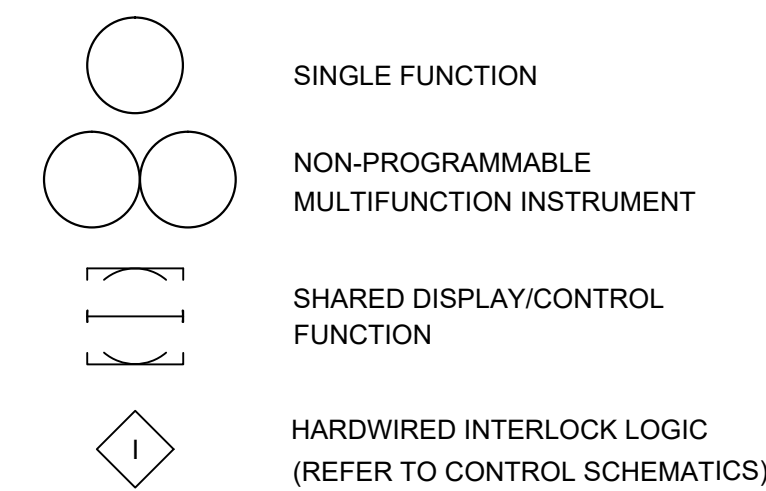 SINGLE FUNCTION
NON-PROGRAMMABLE
MULTIFUNCTION INSTRUMENT
SHARED DISPLAY/CONTROL
FUNCTION
I
HARDWIRED INTERLOCK LOGIC
(REFER TO CONTROL SCHEMATICS)